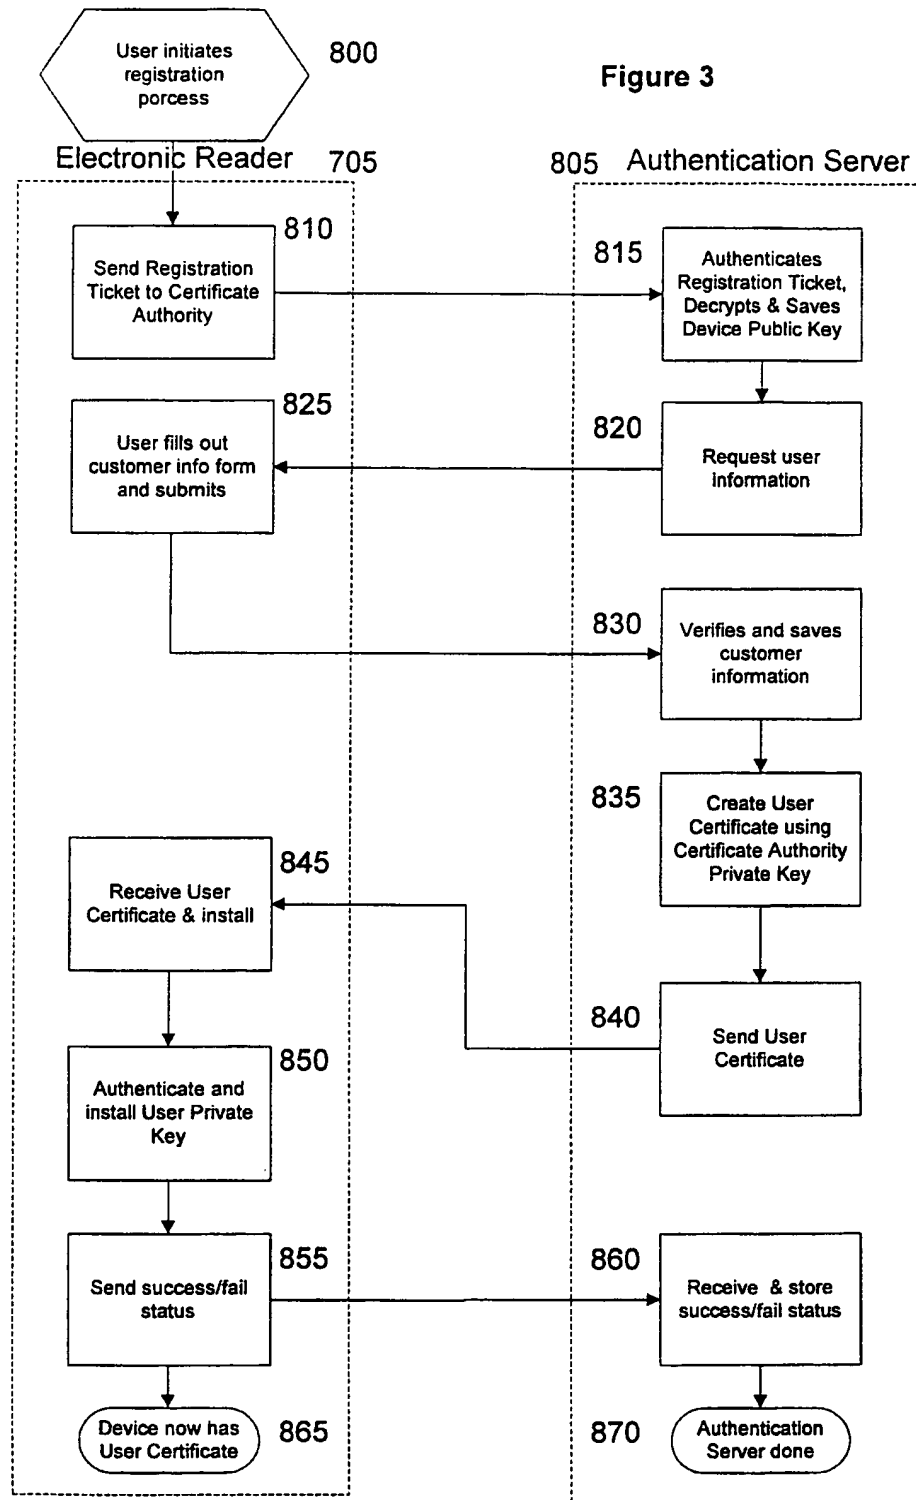 User initiates
registration
porcess
800
Figure 3
Electronic Reader
705
805
Authentication Server
810
Send Registration
Ticket to Certificate
Authority
815
Authenticates
Registration Ticket,
Decrypts & Saves
Device Public Key
825
User fills out
customer info form
and submits
820
Request user
information
830
Verifies and saves
customer
information
835
Create User
Certificate using
Certificate Authority
Private Key
845
Receive User
Certificate & install
840
Send User
Certificate
850
Authenticate and
install User Private
Key
855
Send success/fail
status
860
Receive & store
success/fail status
Device now has
User Certificate
865
870
Authentication
Server done